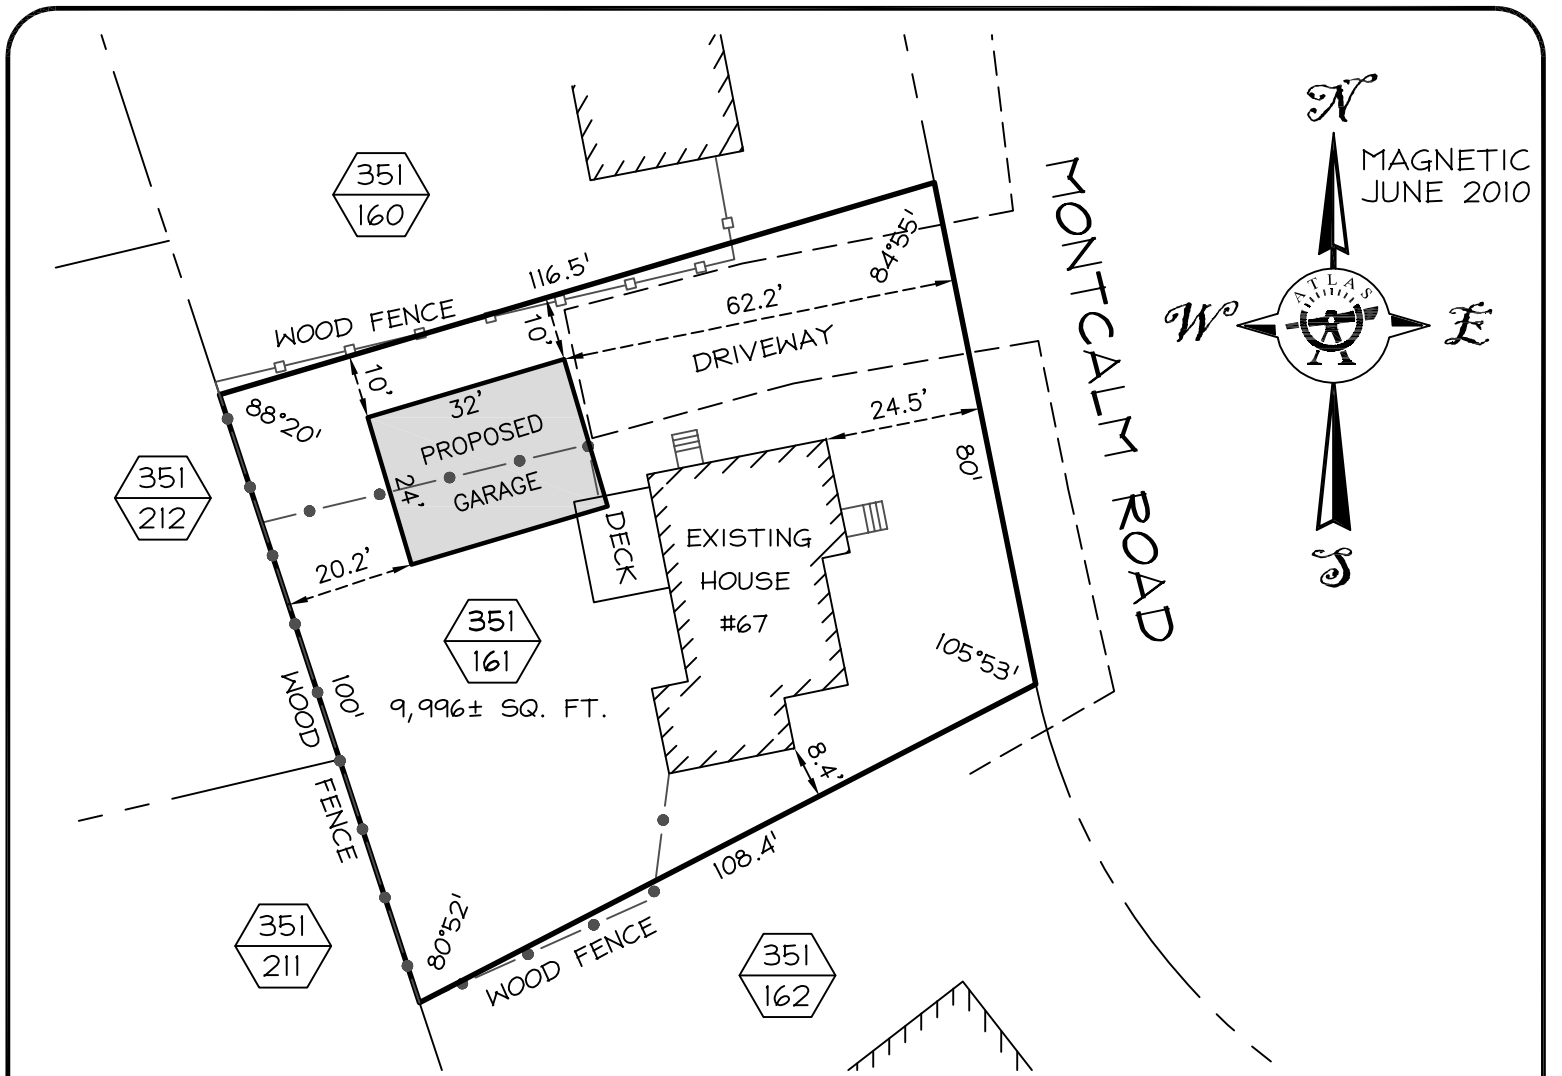 N
MAGNETIC
JUNE 2010
351
160
MONTCALM ROAD
84°55'
116.5'
62.2'
WOOD FENCE
10'
DRIVEWAY
ATLAS
W
E
10'
88°20'
32'
PROPOSED
GARAGE
24'
24.5'
80'
351
212
DECK
EXISTING
HOUSE
#67
S
20.2'
351
161
9,996± SQ. FT.
105°53'
100'
WOOD FENCE
8.4'
108.4'
80°52'
WOOD FENCE
351
211
351
162